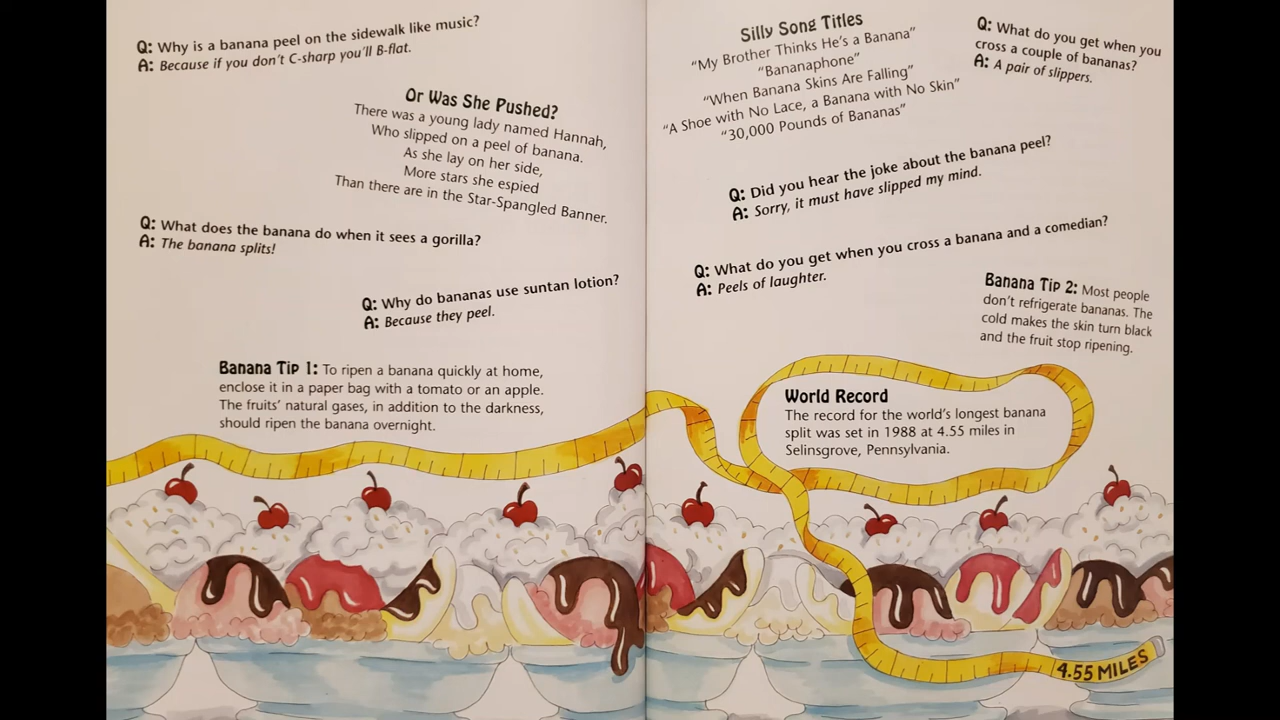 Q: Why is a banana peel on the sidewalk like music?
A: Because if you don't C-sharp you'll B-flat.
Or Was She Pushed?
There was a young lady named Hannah,
Who slipped on a peel of banana.
As she lay on her side,
More stars she espied
Than there are in the Star-Spangled Banner.
Q: What does the banana do when it sees a gorilla?
A: The banana splits!
Q: Why do bananas use suntan lotion?
A: Because they peel.
Banana Tip 1: To ripen a banana quickly at home,
enclose it in a paper bag with a tomato or an apple.
The fruits' natural gases, in addition to the darkness,
should ripen the banana overnight.
Silly Song Titles
"My Brother Thinks He's a Banana"
"Bananaphone"
"When Banana Skins Are Falling"
"A Shoe with No Lace, a Banana with No Skin"
"30,000 Pounds of Bananas"
Q: What do you get when you
cross a couple of bananas?
A: A pair of slippers.
Q: Did you hear the joke about the banana peel?
A: Sorry, it must have slipped my mind.
Q: What do you get when you cross a banana and a comedian?
A: Peels of laughter.
Banana Tip 2: Most people
don't refrigerate bananas. The
cold makes the skin turn black
and the fruit stop ripening.
World Record
The record for the world's longest banana
split was set in 1988 at 4.55 miles in
Selinsgrove, Pennsylvania.
4.55 MILES